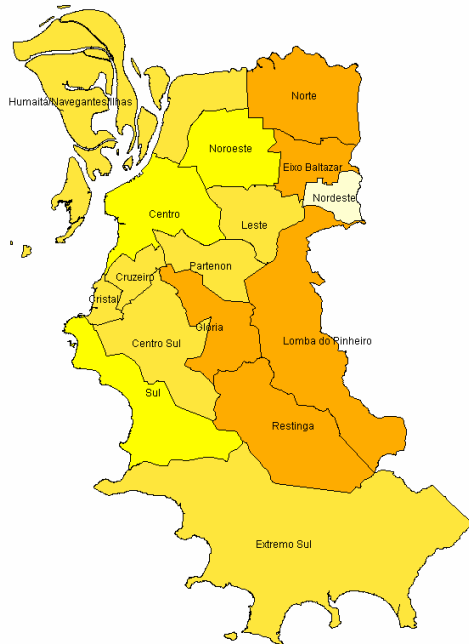 Norte
Humaitá/Navegantes/Ilhas
Noroeste
Eixo Baltazar
Nordeste
Centro
Leste
Partenon
Cruzeiro
Cristal
Glória
Centro Sul
Lomba do Pinheiro
Sul
Restinga
Extremo Sul